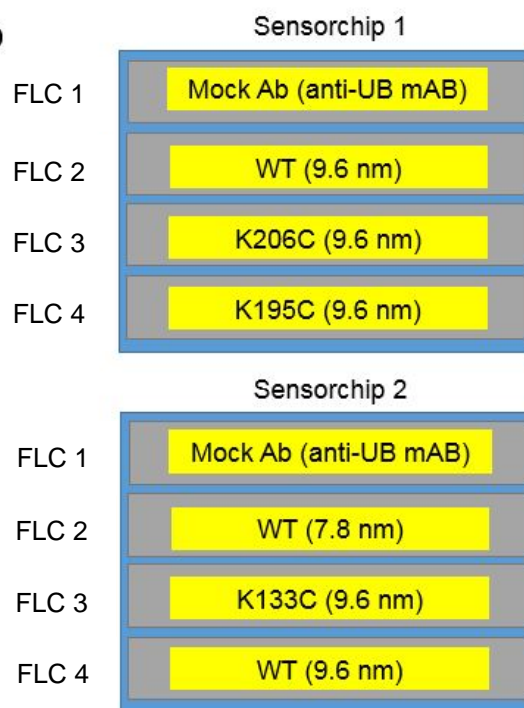 Sensorchip 1
FLC 1 Mock Ab (anti-UB mAB)
FLC 2 WT (9.6 nm)
FLC 3 K206C (9.6 nm)
FLC 4 K195C (9.6 nm)
Sensorchip 2
FLC 1 Mock Ab (anti-UB mAB)
FLC 2 WT (7.8 nm)
FLC 3 K133C (9.6 nm)
FLC 4 WT (9.6 nm)